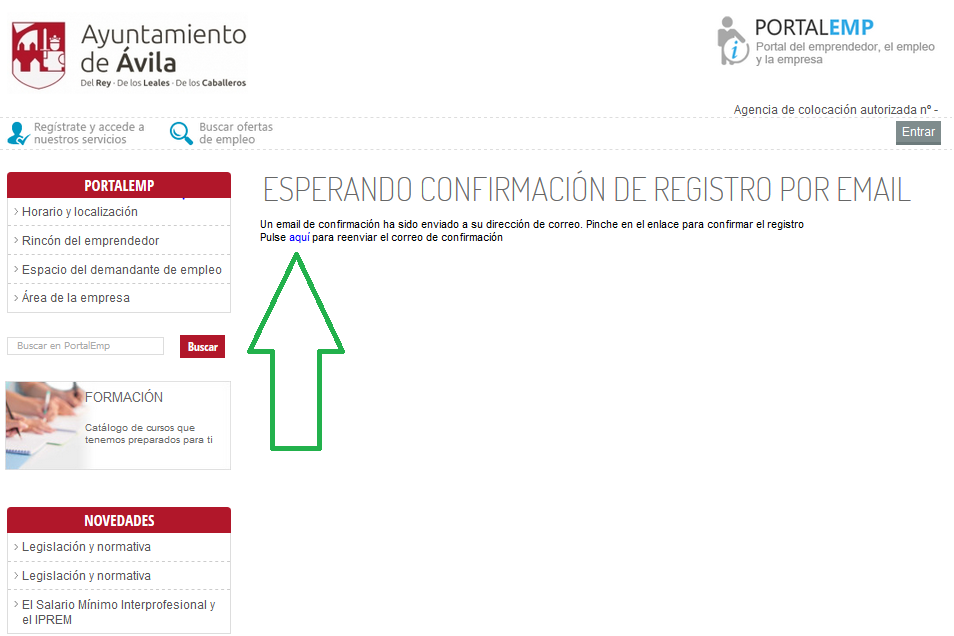 Ayuntamiento
de Ávila
Del Rey · De los Leales · De los Caballeros
PORTALEMP
Portal del emprendedor, el empleo
y la empresa
Agencia de colocación autorizada nº -
Regístrate y accede a
nuestros servicios
Buscar ofertas
de empleo
Entrar
PORTALEMP
Horario y localización
Rincón del emprendedor
Espacio del demandante de empleo
Área de la empresa
Buscar en PortalEmp
Buscar
FORMACIÓN
Catálogo de cursos que
tenemos preparados para ti
NOVEDADES
Legislación y normativa
Legislación y normativa
El Salario Mínimo Interprofesional y
el IPREM
ESPERANDO CONFIRMACIÓN DE REGISTRO POR EMAIL
Un email de confirmación ha sido enviado a su dirección de correo. Pinche en el enlace para confirmar el registro
Pulse aquí para reenviar el correo de confirmación